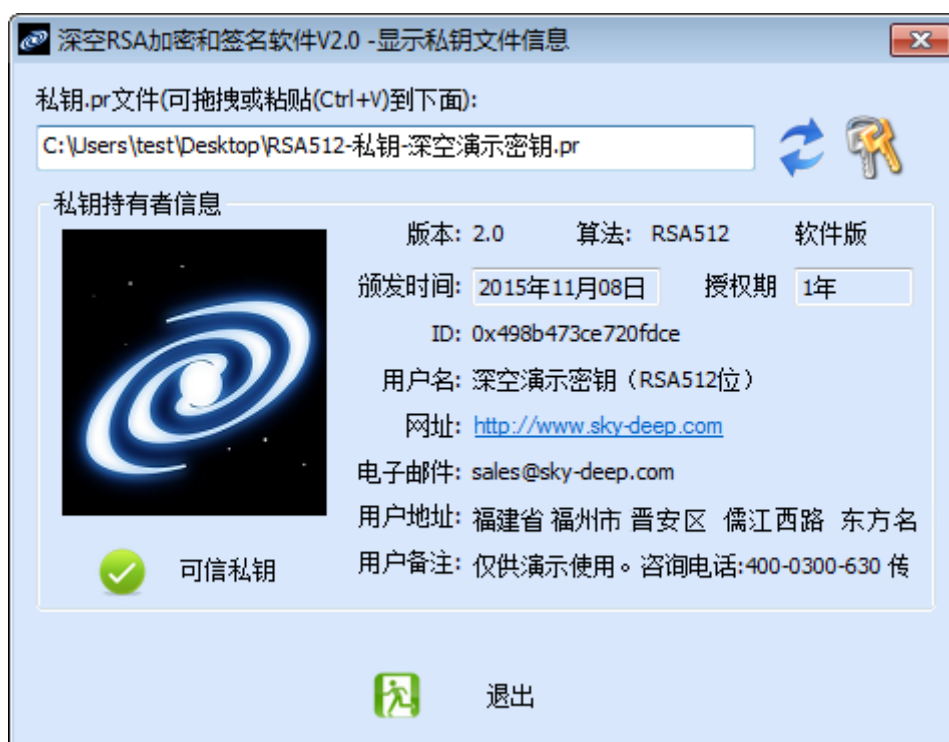 深空RSA加密和签名软件V2.0 -显示私钥文件信息
私钥.pr文件(可拖拽或粘贴(Ctrl+V)到下面):
C:\Users\test\Desktop\RSA512-私钥-深空演示密钥.pr
私钥持有者信息
版本: 2.0 算法: RSA512 软件版
颁发时间: 2015年11月08日 授权期 1年
ID: 0x498b473ce720fdce
用户名: 深空演示密钥（RSA512位）
网址: http://www.sky-deep.com
电子邮件: sales@sky-deep.com
用户地址: 福建省 福州市 晋安区 儒江西路 东方名
用户备注: 仅供演示使用。咨询电话:400-0300-630 传
可信私钥
退出